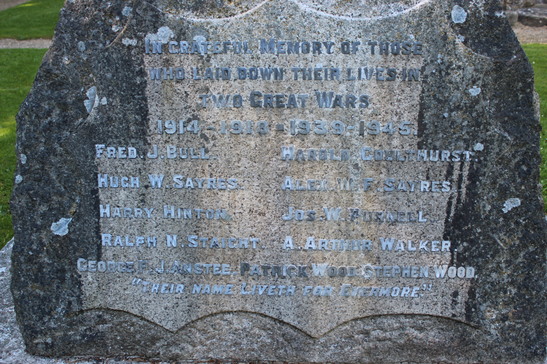 IN GRATEFUL MEMORY OF THOSE
WHO LAID DOWN THEIR LIVES IN
TWO GREAT WARS
1914 - 1918 - 1939 - 1945
FRED. J. BULL. HAROLD COULTHURST.
HUGH W. SAYRES. ALEX. W. F. SAYRES.
HARRY HINTON. JOS. W. PURNELL.
RALPH N. STAIGHT. A. ARTHUR WALKER.
GEORGE F. J. ANSTEE. PATRICK WOOD. STEPHEN WOOD.
"THEIR NAME LIVETH FOR EVERMORE"